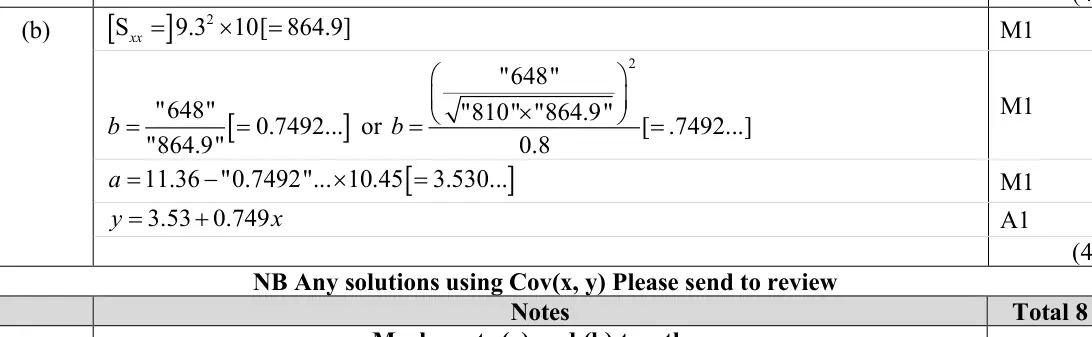 (b) [S_xx =] 9.3² ×10[= 864.9] M1
b = "648" / "864.9" [= 0.7492...] or b = ( "648" / √("810"×"864.9") )² / 0.8 [= .7492...] M1
a = 11.36 − "0.7492"... ×10.45 [= 3.530...] M1
y = 3.53 + 0.749x A1
(4
NB Any solutions using Cov(x, y) Please send to review
Notes Total 8